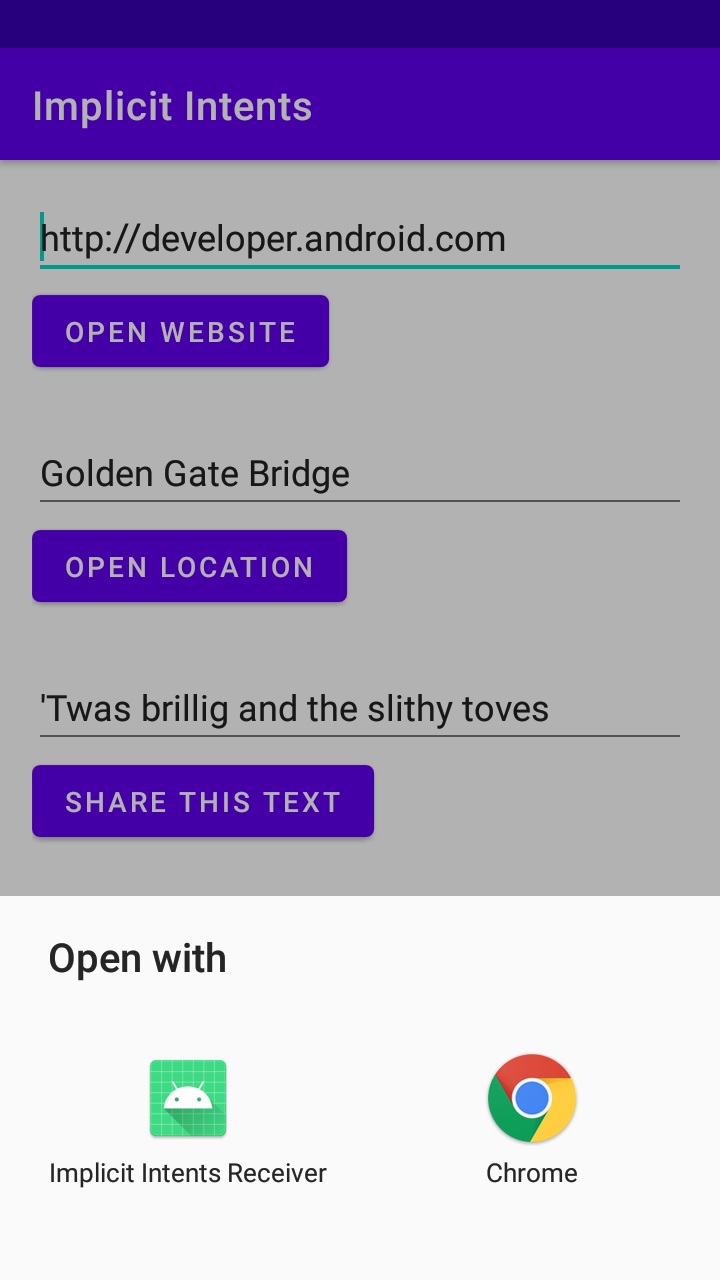 Implicit Intents
http://developer.android.com
OPEN WEBSITE
Golden Gate Bridge
OPEN LOCATION
'Twas brillig and the slithy toves
SHARE THIS TEXT
Open with
Implicit Intents Receiver
Chrome